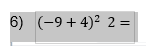 6) (−9 + 4)² 2 =